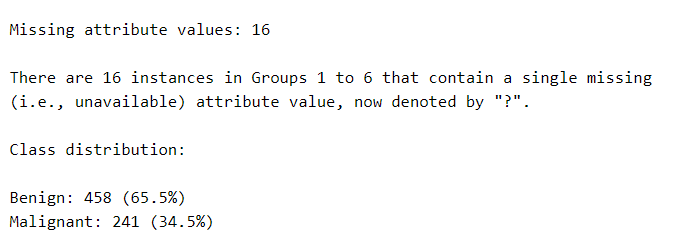 Missing attribute values: 16
There are 16 instances in Groups 1 to 6 that contain a single missing
(i.e., unavailable) attribute value, now denoted by "?".
Class distribution:
Benign: 458 (65.5%)
Malignant: 241 (34.5%)